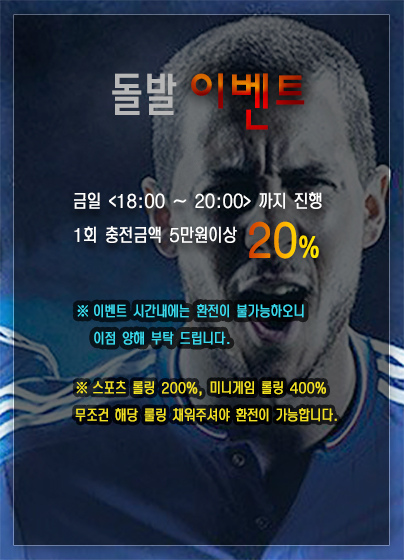 돌발 이벤트
금일 <18:00 ~ 20:00> 까지 진행
1회 충전금액 5만원이상 20%
※ 이벤트 시간내에는 환전이 불가능하오니
이점 양해 부탁 드립니다.
※ 스포츠 롤링 200%, 미니게임 롤링 400%
무조건 해당 롤링 채워주셔야 환전이 가능합니다.